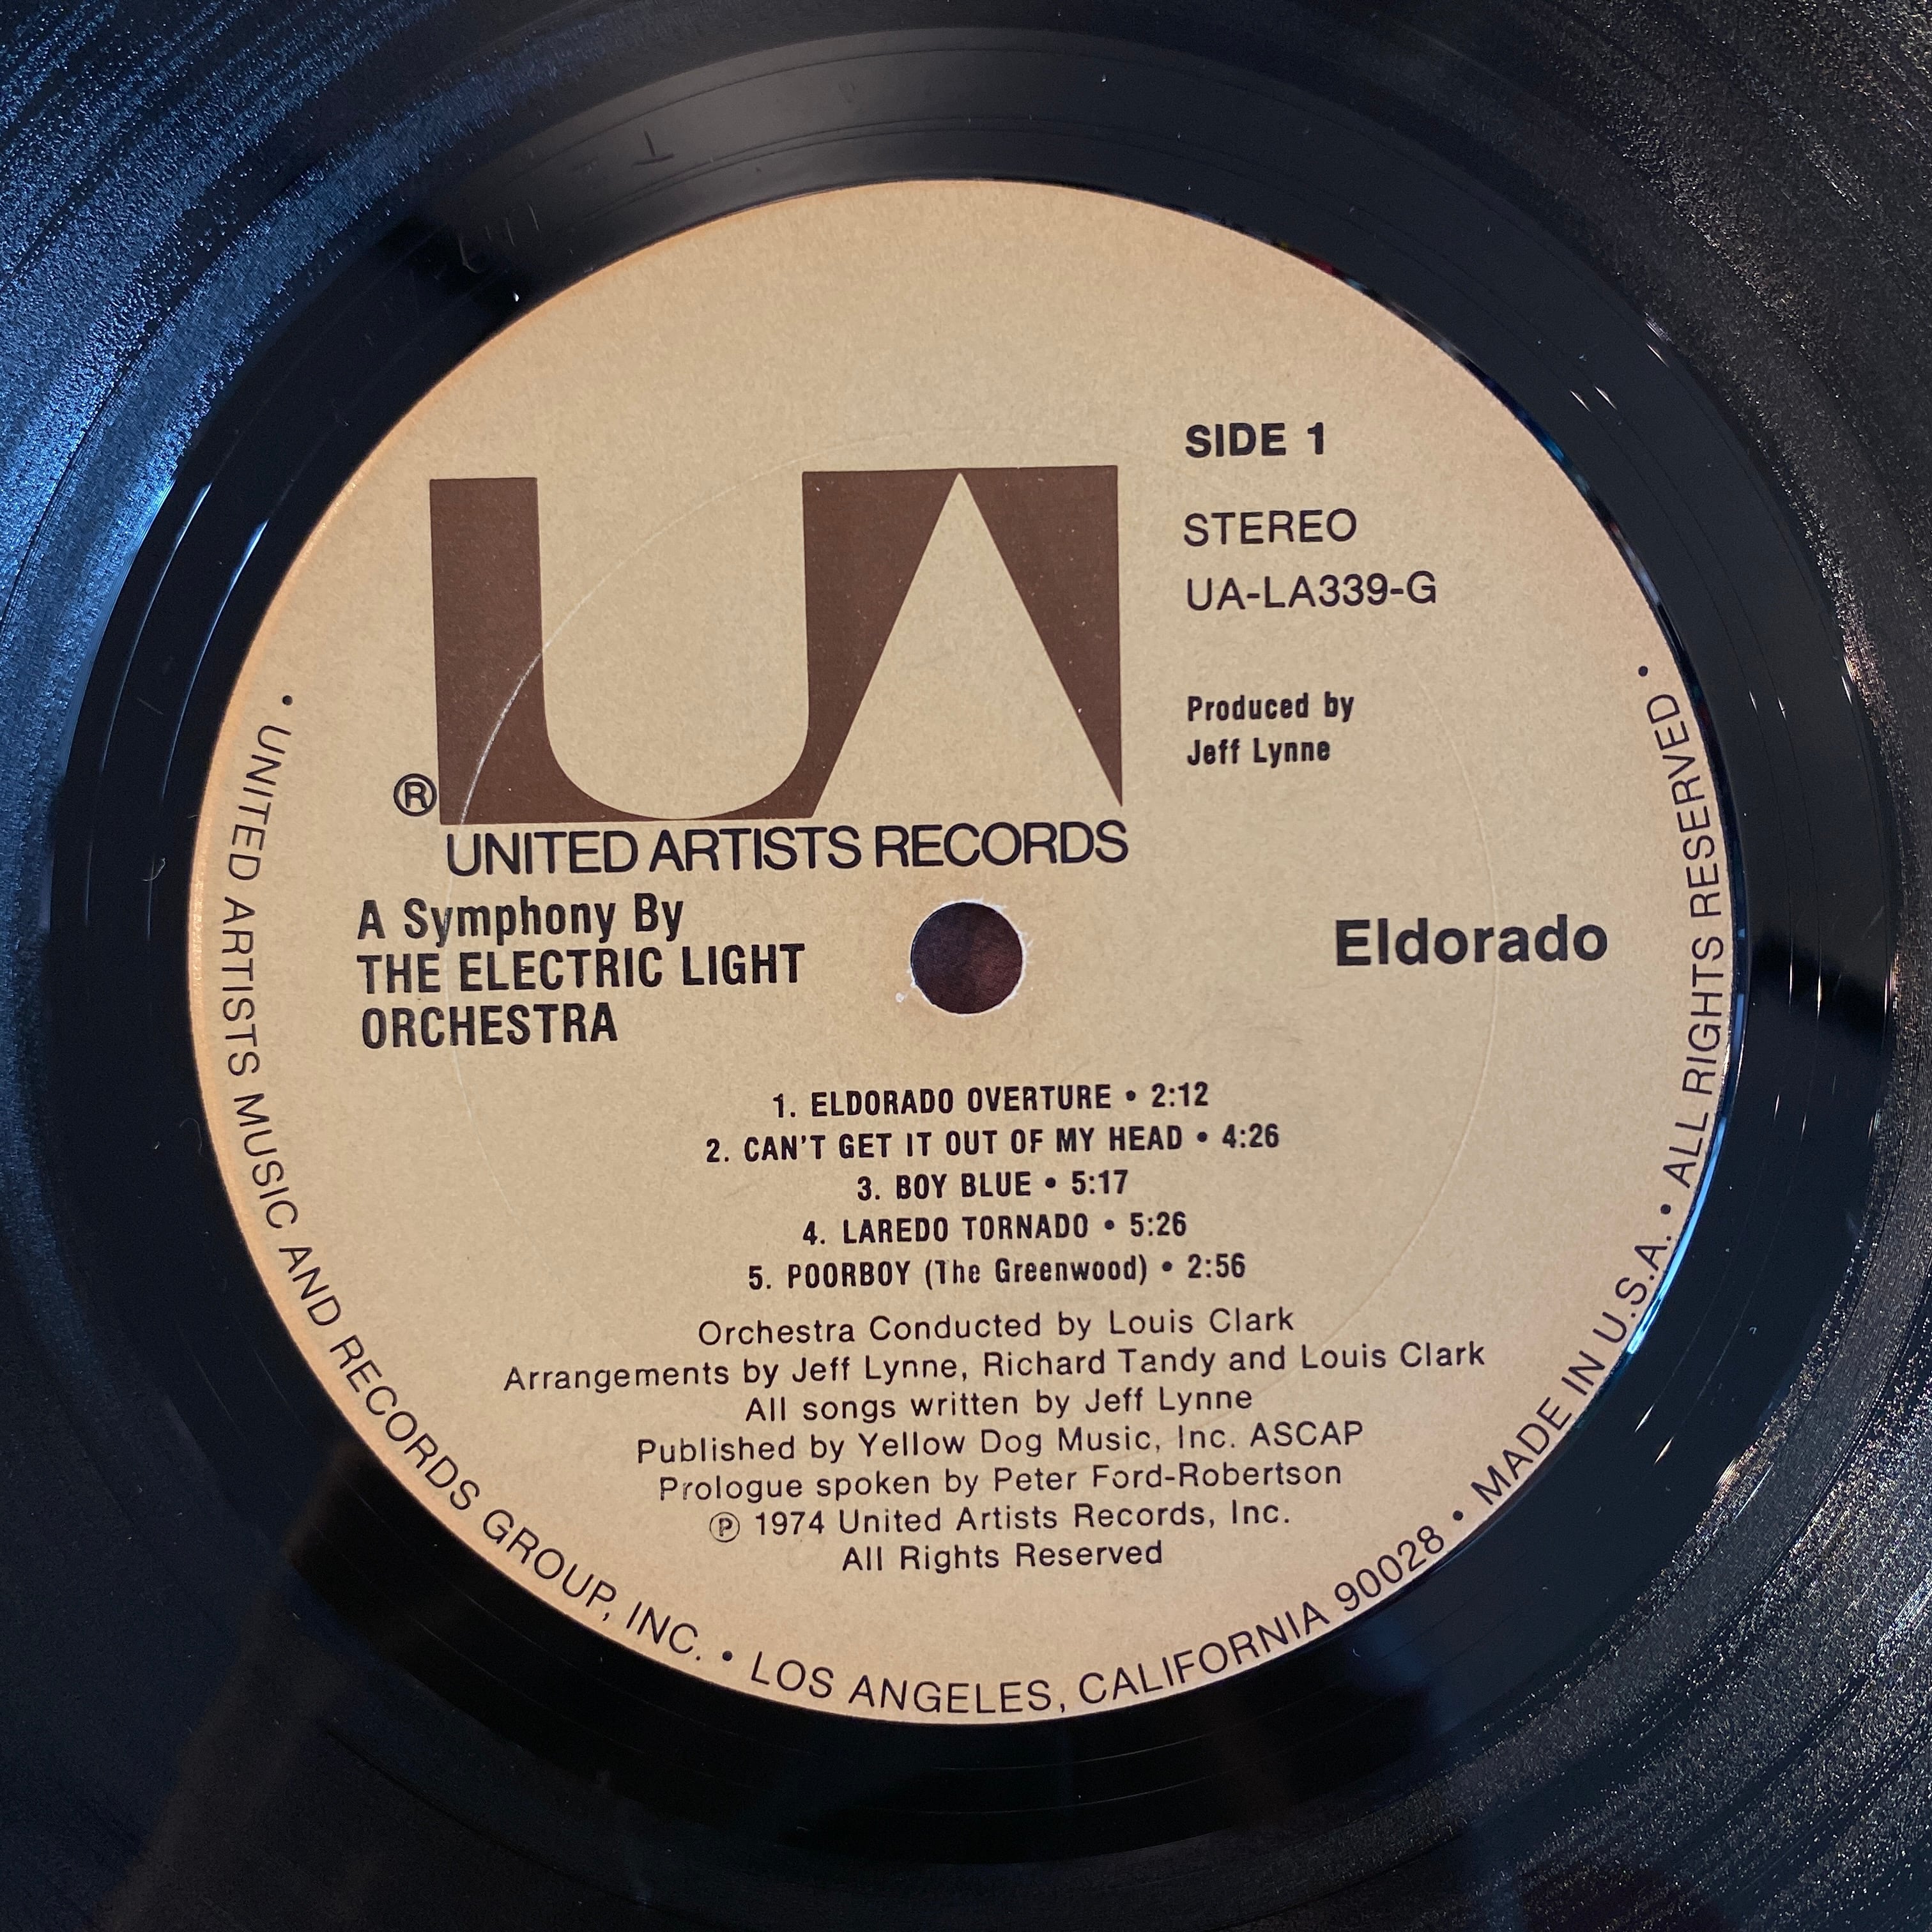 UA
®
UNITED ARTISTS RECORDS
SIDE 1
STEREO
UA-LA339-G
Produced by
Jeff Lynne
A Symphony By
THE ELECTRIC LIGHT
ORCHESTRA
Eldorado
1. ELDORADO OVERTURE • 2:12
2. CAN'T GET IT OUT OF MY HEAD • 4:26
3. BOY BLUE • 5:17
4. LAREDO TORNADO • 5:26
5. POORBOY (The Greenwood) • 2:56
Orchestra Conducted by Louis Clark
Arrangements by Jeff Lynne, Richard Tandy and Louis Clark
All songs written by Jeff Lynne
Published by Yellow Dog Music, Inc. ASCAP
Prologue spoken by Peter Ford-Robertson
℗ 1974 United Artists Records, Inc.
All Rights Reserved
• UNITED ARTISTS MUSIC AND RECORDS GROUP, INC. • LOS ANGELES, CALIFORNIA 90028 • MADE IN U.S.A. • ALL RIGHTS RESERVED •